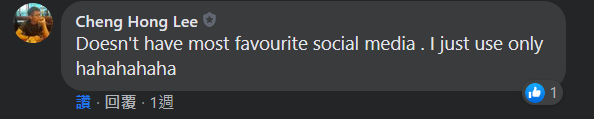 Cheng Hong Lee
Doesn't have most favourite social media . I just use only
hahahahaha
1
讚 · 回覆 · 1週